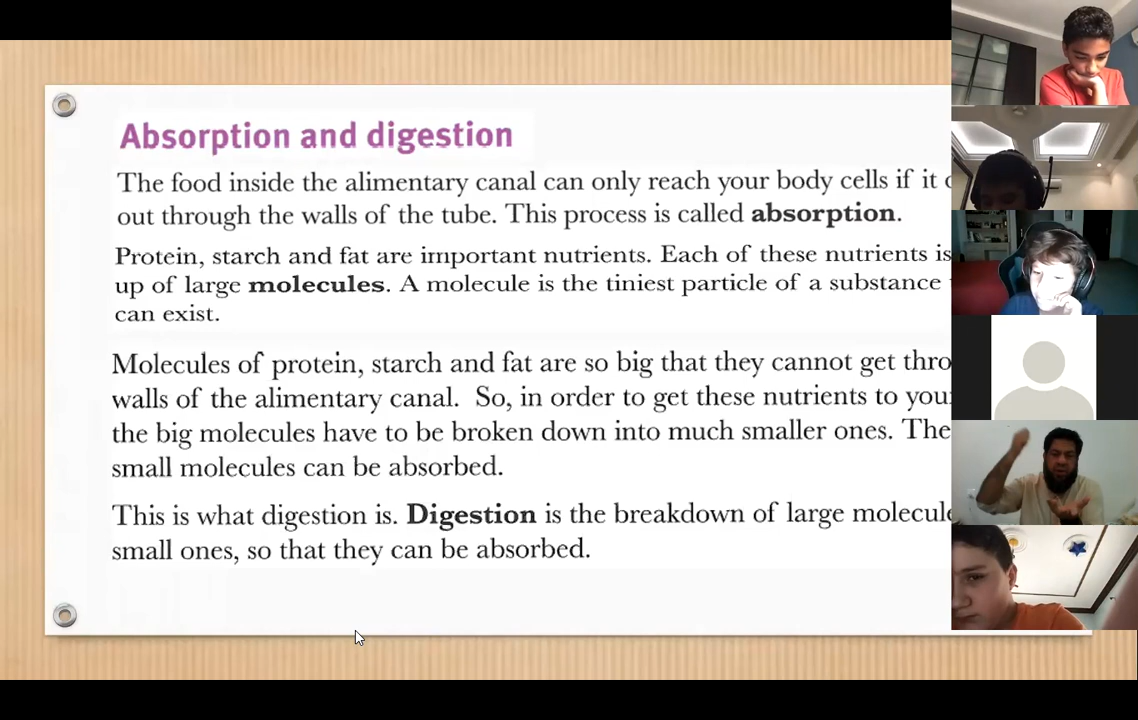 Absorption and digestion
The food inside the alimentary canal can only reach your body cells if it
out through the walls of the tube. This process is called absorption.
Protein, starch and fat are important nutrients. Each of these nutrients is
up of large molecules. A molecule is the tiniest particle of a substance
can exist.
Molecules of protein, starch and fat are so big that they cannot get thro
walls of the alimentary canal. So, in order to get these nutrients to you
the big molecules have to be broken down into much smaller ones. The
small molecules can be absorbed.
This is what digestion is. Digestion is the breakdown of large molecule
small ones, so that they can be absorbed.